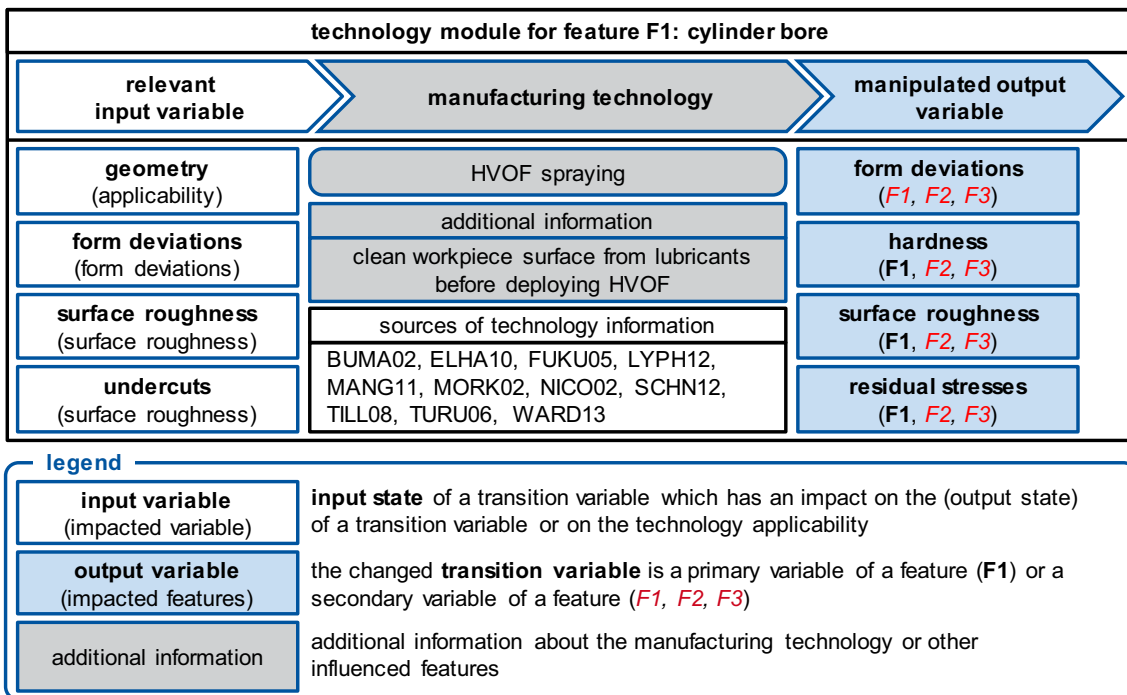 technology module for feature F1: cylinder bore
relevant
input variable
manufacturing technology
manipulated output
variable
geometry
(applicability)
form deviations
(form deviations)
surface roughness
(surface roughness)
undercuts
(surface roughness)
HVOF spraying
additional information
clean workpiece surface from lubricants
before deploying HVOF
sources of technology information
BUMA02, ELHA10, FUKU05, LYPH12,
MANG11, MORK02, NICO02, SCHN12,
TILL08, TURU06, WARD13
form deviations
(F1, F2, F3)
hardness
(F1, F2, F3)
surface roughness
(F1, F2, F3)
residual stresses
(F1, F2, F3)
legend
input variable
(impacted variable)
input state of a transition variable which has an impact on the (output state)
of a transition variable or on the technology applicability
output variable
(impacted features)
the changed transition variable is a primary variable of a feature (F1) or a
secondary variable of a feature (F1, F2, F3)
additional information
additional information about the manufacturing technology or other
influenced features